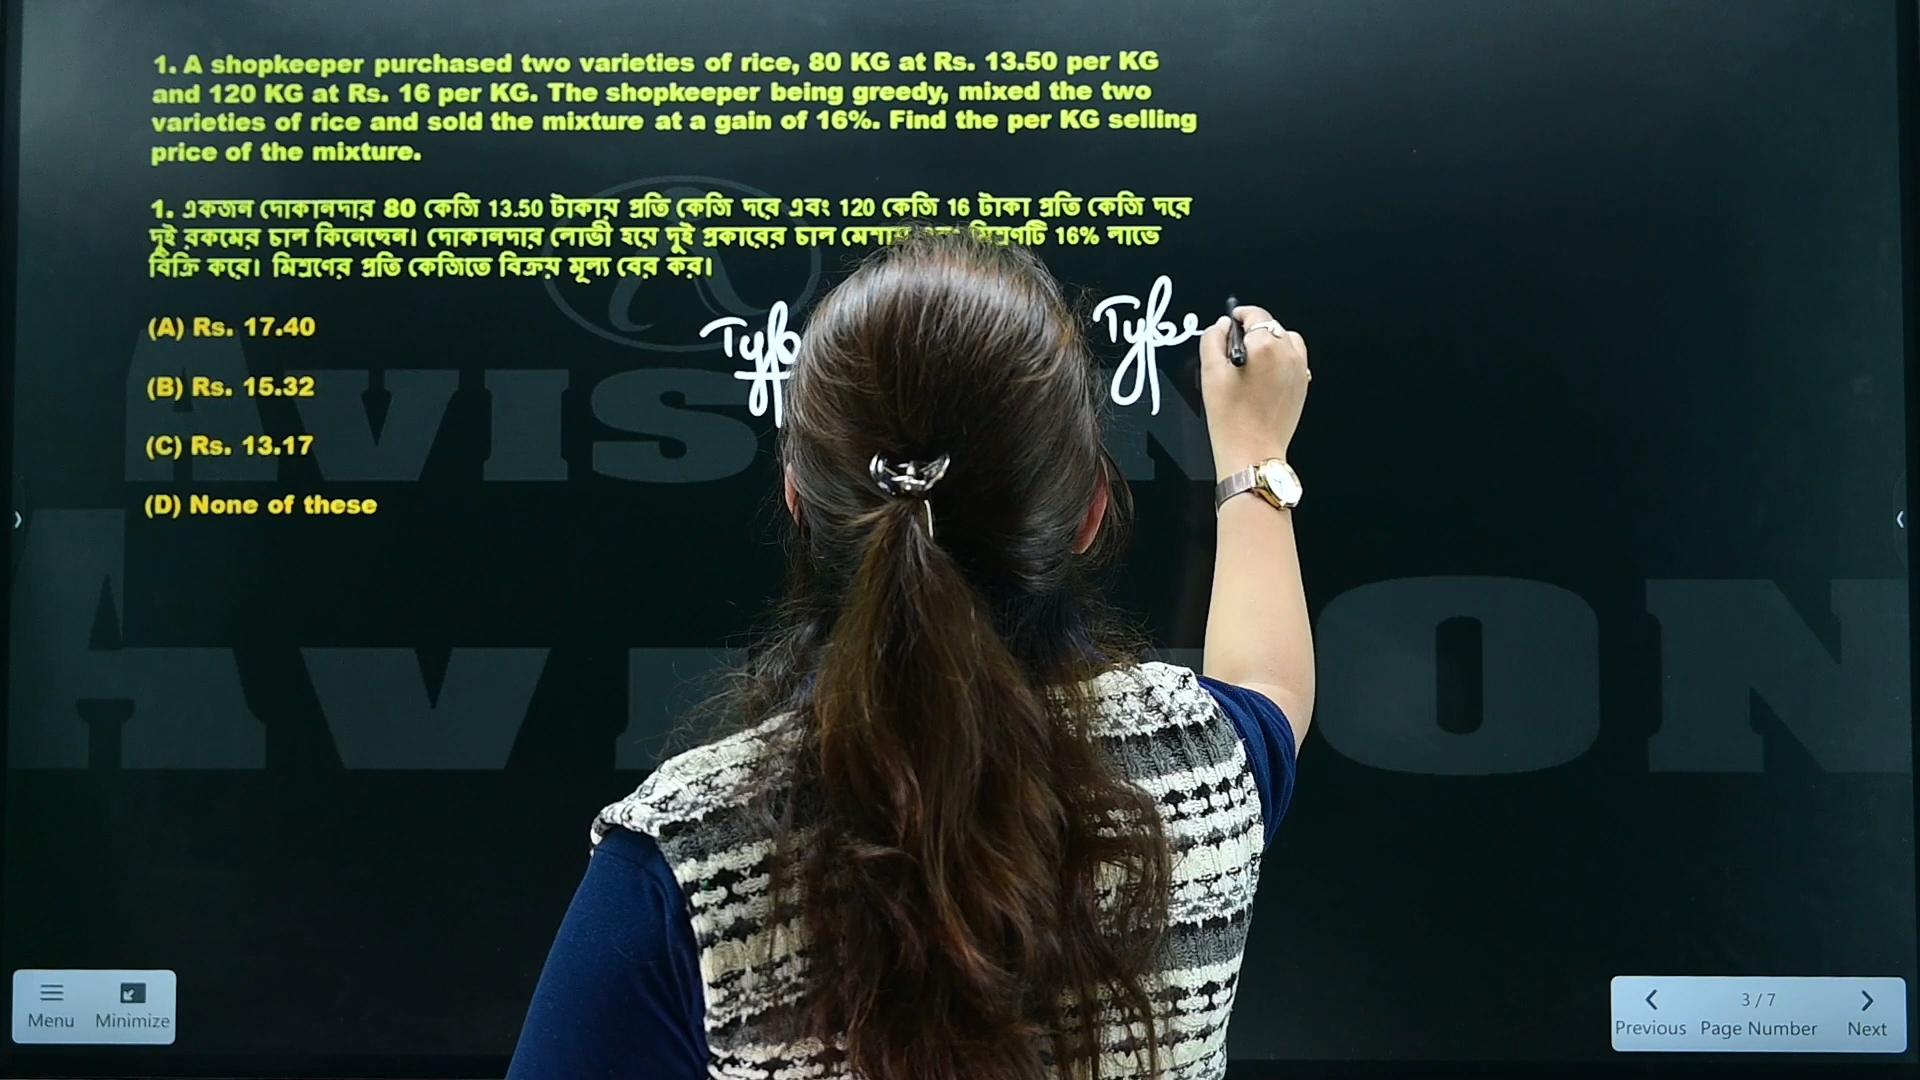 1. A shopkeeper purchased two varieties of rice, 80 KG at Rs. 13.50 per KG
and 120 KG at Rs. 16 per KG. The shopkeeper being greedy, mixed the two
varieties of rice and sold the mixture at a gain of 16%. Find the per KG selling
price of the mixture.
1. একজন দোকানদার 80 কেজি 13.50 টাকায় প্রতি কেজি দরে এবং 120 কেজি 16 টাকা প্রতি কেজি দরে
দুই রকমের চাল কিনেছেন। দোকানদার লোভী হয়ে দুই প্রকারের চাল 16% লাভে
বিক্রি করে। মিশ্রণের প্রতি কেজিতে বিক্রয় মূল্য বের কর।
(A) Rs. 17.40
Type
(B) Rs. 15.32
(C) Rs. 13.17
(D) None of these
Menu Minimize
3 / 7
Previous Page Number Next